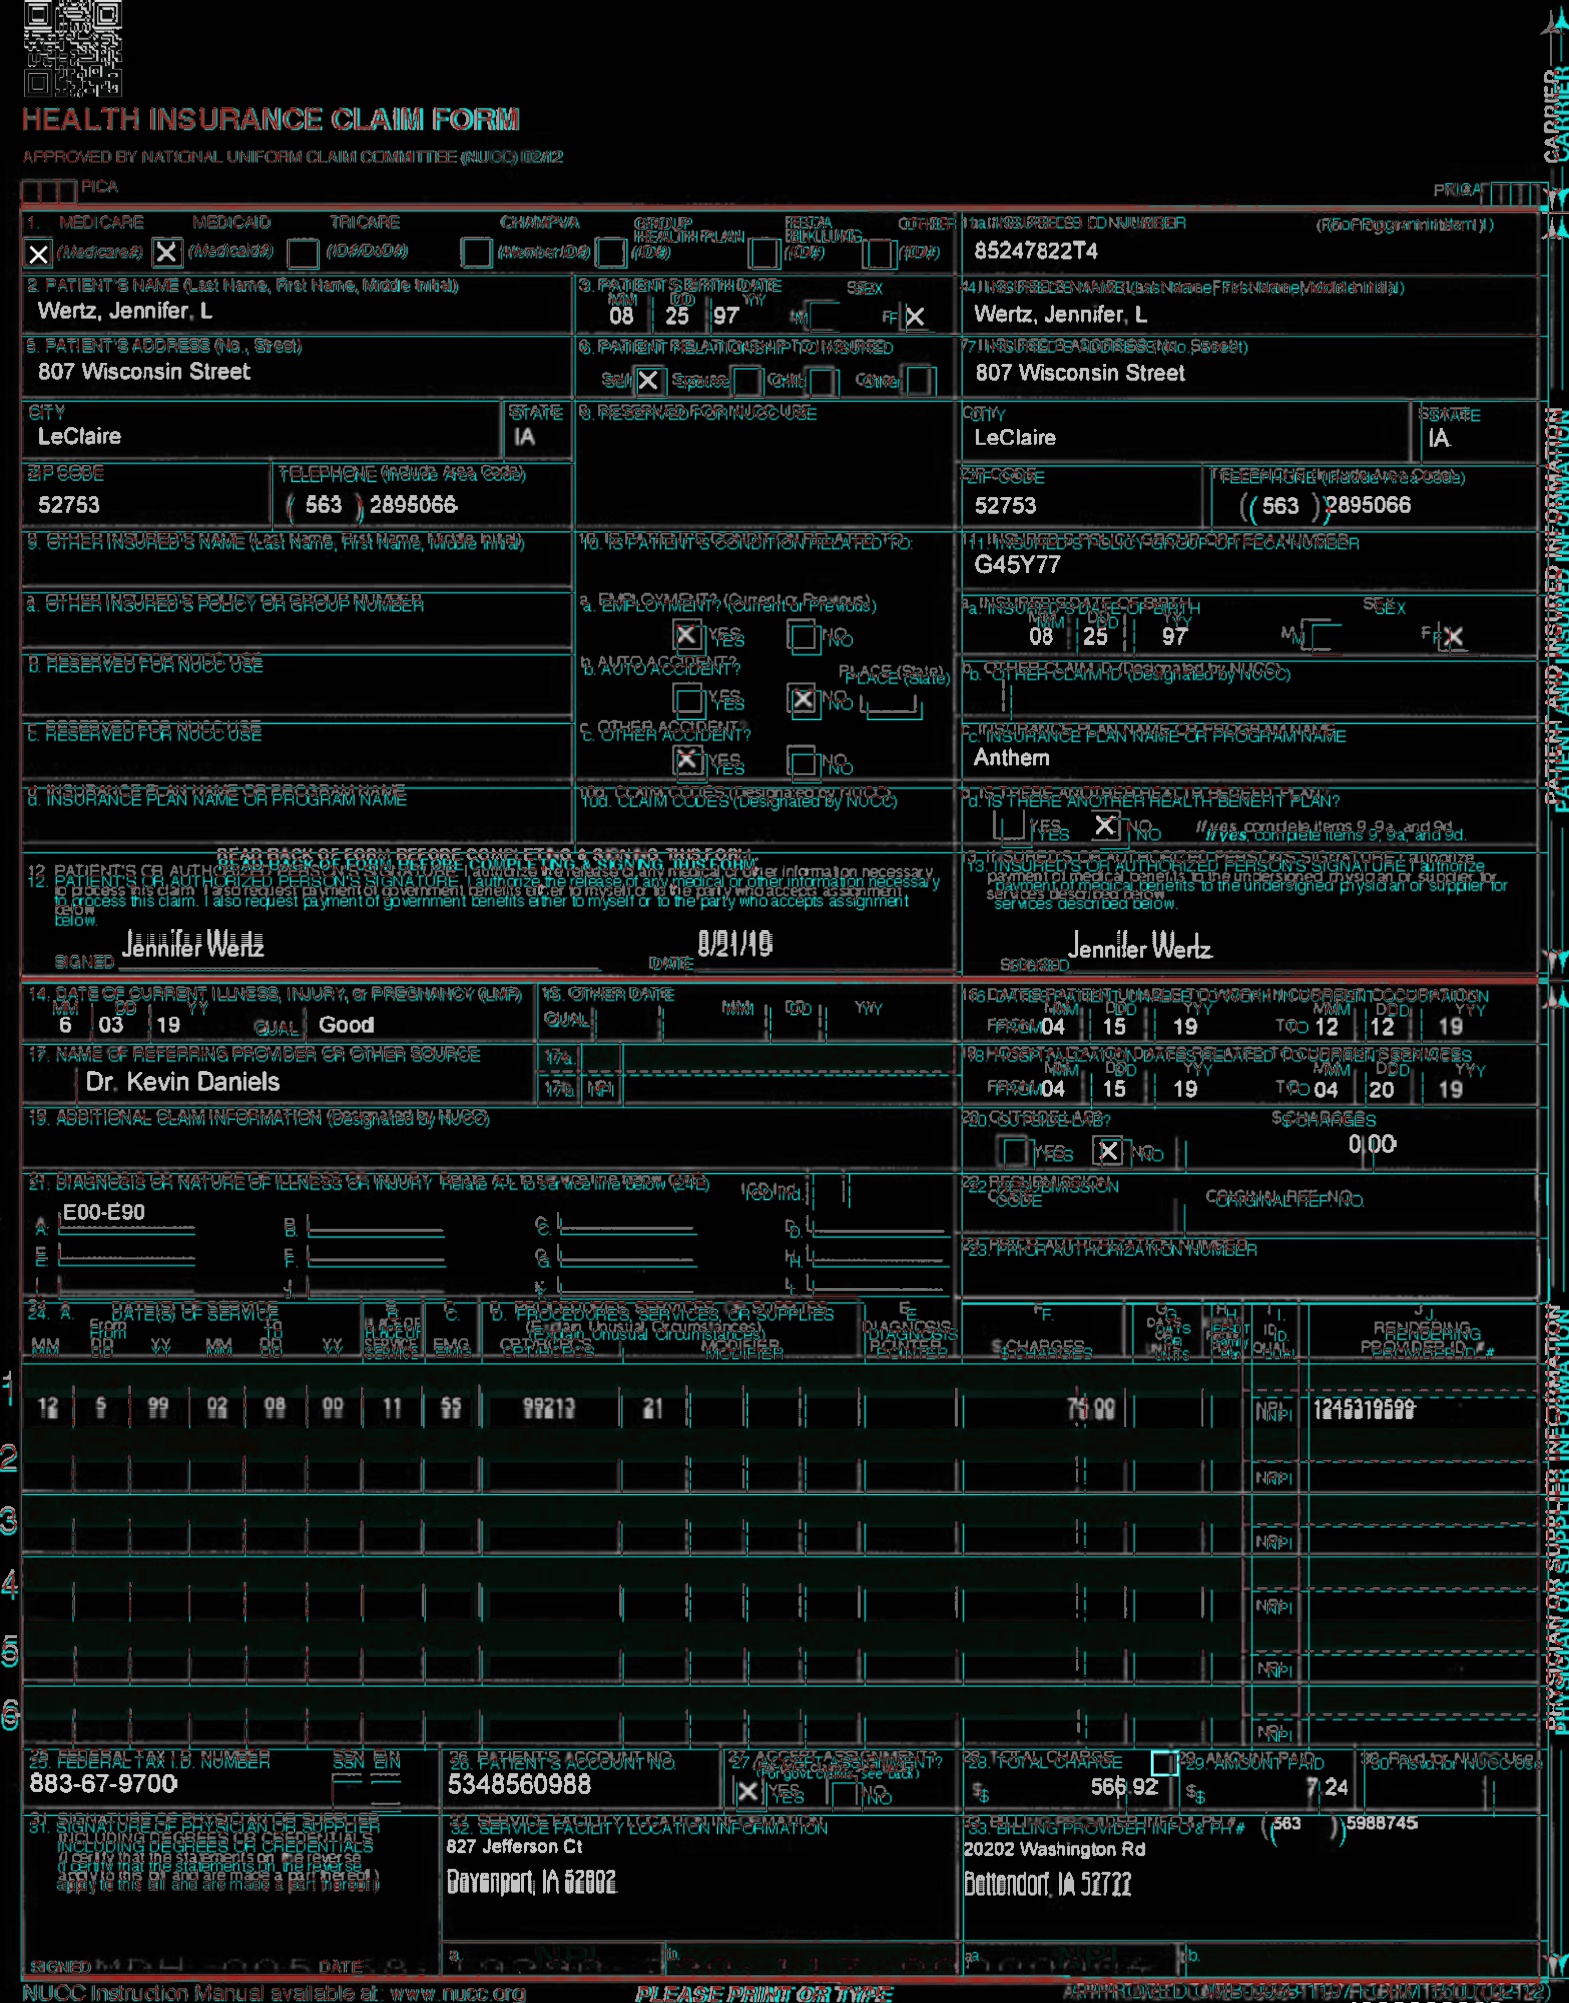 HEALTH INSURANCE CLAIM FORM
APPROVED BY NATIONAL UNIFORM CLAIM COMMITTEE (NUCC) 02/12
PICA
PICA
CARRIER
1. MEDICARE MEDICAID TRICARE CHAMPVA GROUP HEALTH PLAN FECA BLK LUNG OTHER
(Medicare#) (Medicaid#) (ID#/DoD#) (Member ID#) (ID#) (ID#) (ID#)
1a. INSURED'S I.D. NUMBER (For Program in Item 1)
85247822T4
2. PATIENT'S NAME (Last Name, First Name, Middle Initial)
Wertz, Jennifer, L
3. PATIENT'S BIRTH DATE SEX
MM DD YY
08 25 97 M F X
4. INSURED'S NAME (Last Name, First Name, Middle Initial)
Wertz, Jennifer, L
5. PATIENT'S ADDRESS (No., Street)
807 Wisconsin Street
6. PATIENT RELATIONSHIP TO INSURED
Self X Spouse Child Other
7. INSURED'S ADDRESS (No., Street)
807 Wisconsin Street
CITY STATE
LeClaire IA
8. RESERVED FOR NUCC USE
CITY STATE
LeClaire IA
ZIP CODE TELEPHONE (Include Area Code)
52753 ( 563 ) 2895066
ZIP CODE TELEPHONE (Include Area Code)
52753 ( 563 ) 2895066
9. OTHER INSURED'S NAME (Last Name, First Name, Middle Initial)
10. IS PATIENT'S CONDITION RELATED TO:
11. INSURED'S POLICY GROUP OR FECA NUMBER
G45Y77
a. OTHER INSURED'S POLICY OR GROUP NUMBER
a. EMPLOYMENT? (Current or Previous)
X YES NO
a. INSURED'S DATE OF BIRTH SEX
MM DD YY
08 25 97 M F X
b. RESERVED FOR NUCC USE
b. AUTO ACCIDENT? PLACE (State)
YES X NO
b. OTHER CLAIM ID (Designated by NUCC)
c. RESERVED FOR NUCC USE
c. OTHER ACCIDENT?
X YES NO
c. INSURANCE PLAN NAME OR PROGRAM NAME
Anthem
d. INSURANCE PLAN NAME OR PROGRAM NAME
10d. CLAIM CODES (Designated by NUCC)
d. IS THERE ANOTHER HEALTH BENEFIT PLAN?
YES X NO If yes, complete items 9, 9a, and 9d.
READ BACK OF FORM BEFORE COMPLETING & SIGNING THIS FORM.
12. PATIENT'S OR AUTHORIZED PERSON'S SIGNATURE I authorize the release of any medical or other information necessary
to process this claim. I also request payment of government benefits either to myself or to the party who accepts assignment
below.
Jennifer Wertz 8/21/19
SIGNED DATE
13. INSURED'S OR AUTHORIZED PERSON'S SIGNATURE I authorize
payment of medical benefits to the undersigned physician or supplier for
services described below.
Jennifer Wertz
SIGNED
PATIENT AND INSURED INFORMATION
14. DATE OF CURRENT ILLNESS, INJURY, or PREGNANCY (LMP)
MM DD YY
6 03 19 QUAL. Good
15. OTHER DATE
QUAL. MM DD YY
16. DATES PATIENT UNABLE TO WORK IN CURRENT OCCUPATION
MM DD YY MM DD YY
FROM 04 15 19 TO 12 12 19
17. NAME OF REFERRING PROVIDER OR OTHER SOURCE
Dr. Kevin Daniels
17a.
17b. NPI
18. HOSPITALIZATION DATES RELATED TO CURRENT SERVICES
MM DD YY MM DD YY
FROM 04 15 19 TO 04 20 19
19. ADDITIONAL CLAIM INFORMATION (Designated by NUCC)
20. OUTSIDE LAB? $ CHARGES
YES X NO 0.00
21. DIAGNOSIS OR NATURE OF ILLNESS OR INJURY Relate A-L to service line below (24E) ICD Ind.
A. E00-E90 B. C. D.
E. F. G. H.
I. J. K. L.
22. RESUBMISSION CODE ORIGINAL REF. NO.
23. PRIOR AUTHORIZATION NUMBER
24. A. DATE(S) OF SERVICE B. C. D. PROCEDURES, SERVICES, OR SUPPLIES E. F. G. H. I. J.
From To PLACE OF SERVICE EMG (Explain Unusual Circumstances) DIAGNOSIS POINTER $ CHARGES DAYS OR UNITS ID. QUAL. RENDERING PROVIDER ID. #
MM DD YY MM DD YY CPT/HCPCS MODIFIER
1 12 5 99 02 08 00 11 55 99213 21 NPI 1245319599
2 NPI
3 NPI
4 NPI
5 NPI
6 NPI
25. FEDERAL TAX I.D. NUMBER SSN EIN
883-67-9700
26. PATIENT'S ACCOUNT NO.
5348560988
27. ACCEPT ASSIGNMENT?
(For govt. claims, see back)
X YES NO
28. TOTAL CHARGE
$ 566.92
29. AMOUNT PAID
$ 7.24
30. Rsvd for NUCC Use
31. SIGNATURE OF PHYSICIAN OR SUPPLIER
INCLUDING DEGREES OR CREDENTIALS
(I certify that the statements on the reverse
apply to this bill and are made a part thereof.)
SIGNED DATE
32. SERVICE FACILITY LOCATION INFORMATION
827 Jefferson Ct
Davenport, IA 52802
a. b.
33. BILLING PROVIDER INFO & PH # ( 563 ) 5988745
20202 Washington Rd
Bettendorf, IA 52722
a. b.
PHYSICIAN OR SUPPLIER INFORMATION
NUCC Instruction Manual available at: www.nucc.org
PLEASE PRINT OR TYPE